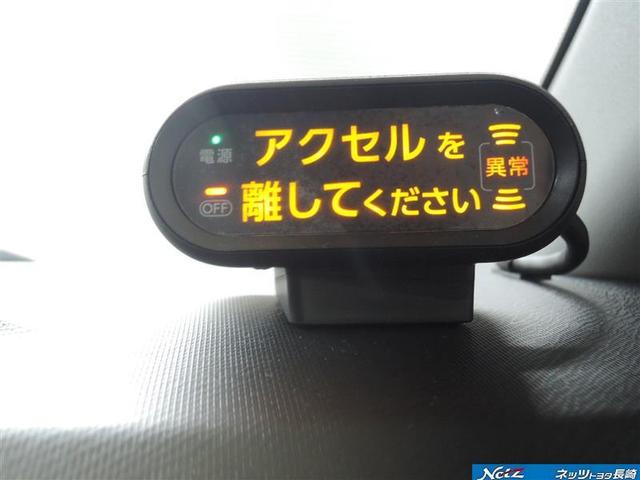 電源
アクセルを
離してください
異常
OFF
Netz ネッツトヨタ長崎